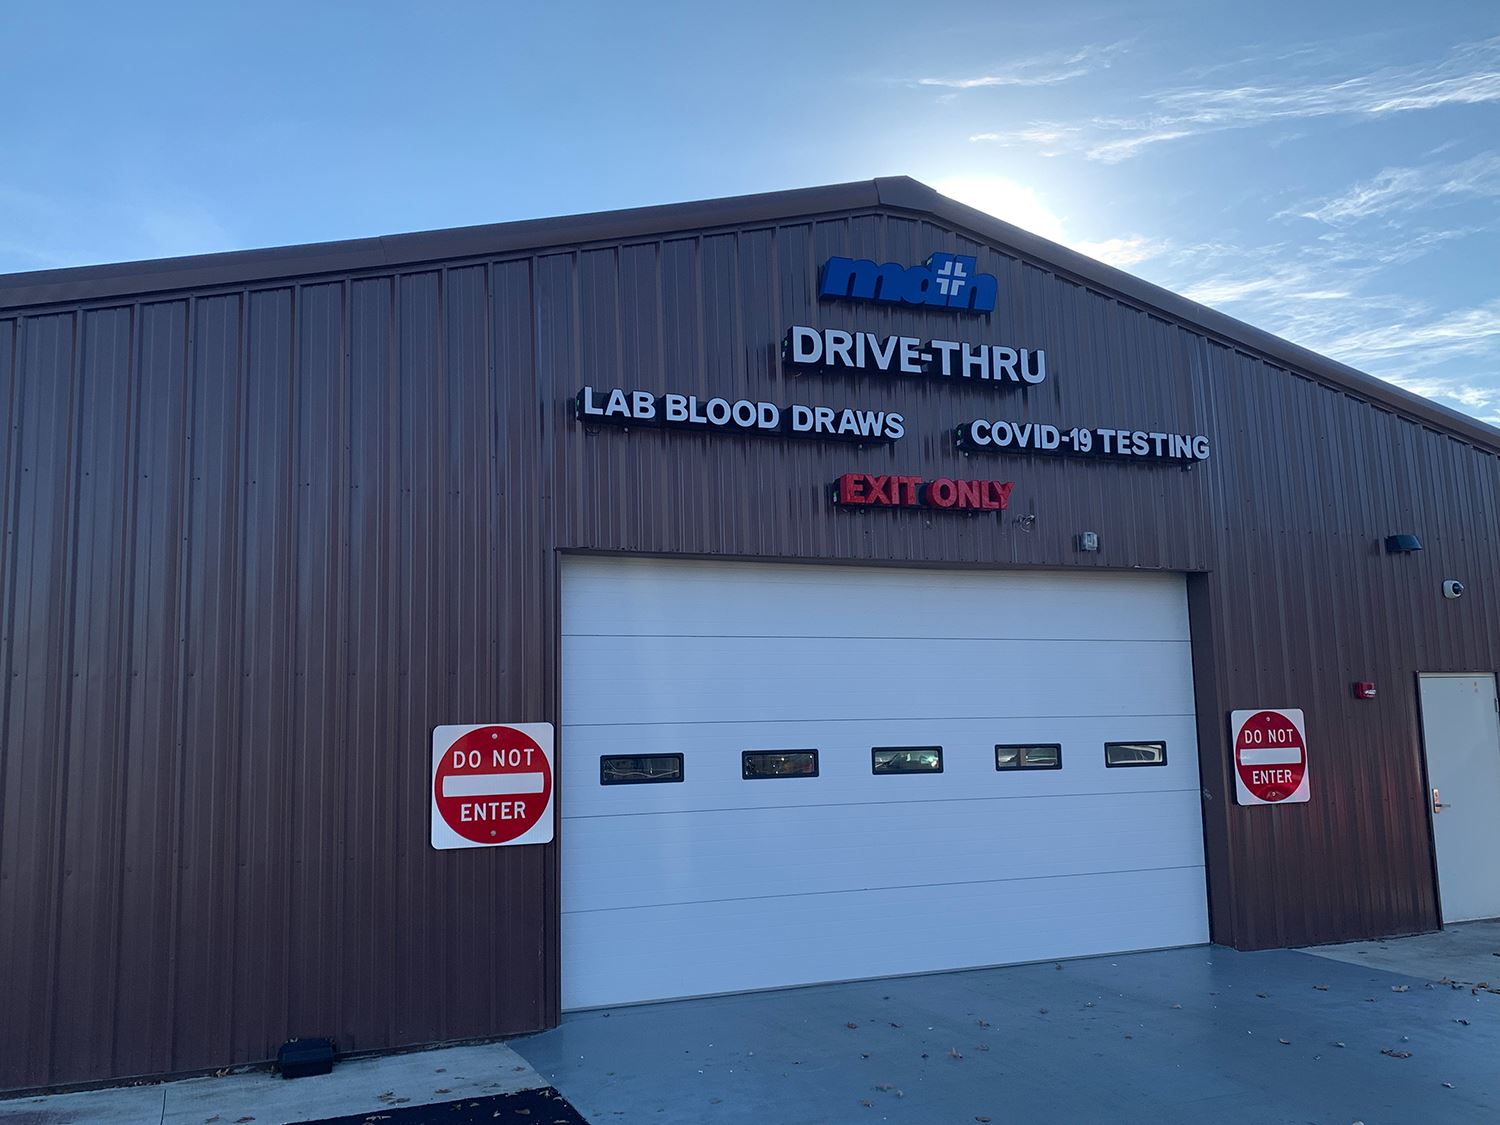 mdh
DRIVE-THRU
LAB BLOOD DRAWS COVID-19 TESTING
EXIT ONLY
DO NOT
ENTER
DO NOT
ENTER